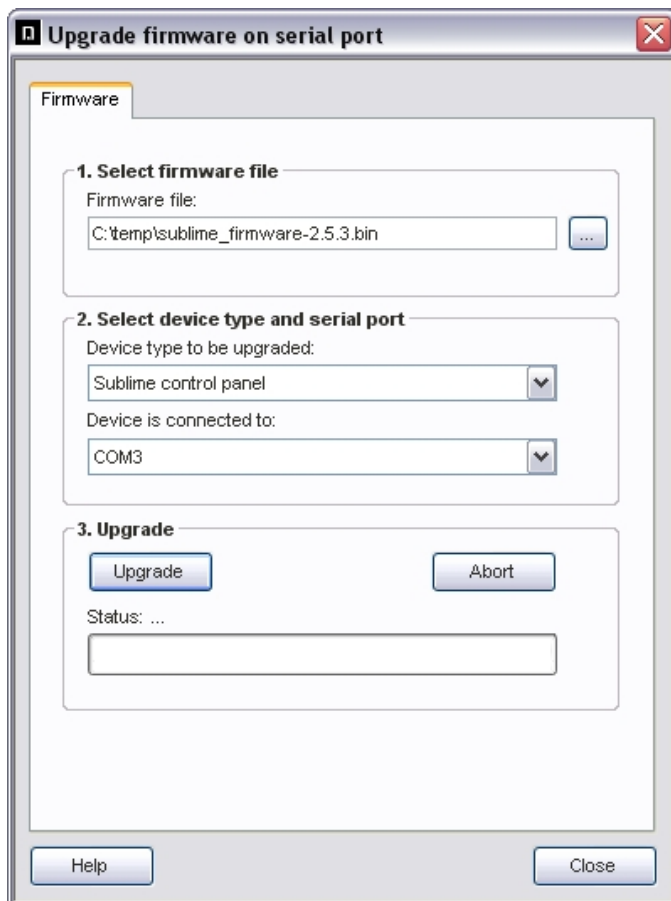 Upgrade firmware on serial port
Firmware
1. Select firmware file
Firmware file:
C:\temp\sublime_firmware-2.5.3.bin
...
2. Select device type and serial port
Device type to be upgraded:
Sublime control panel
Device is connected to:
COM3
3. Upgrade
Upgrade Abort
Status: ...
Help Close